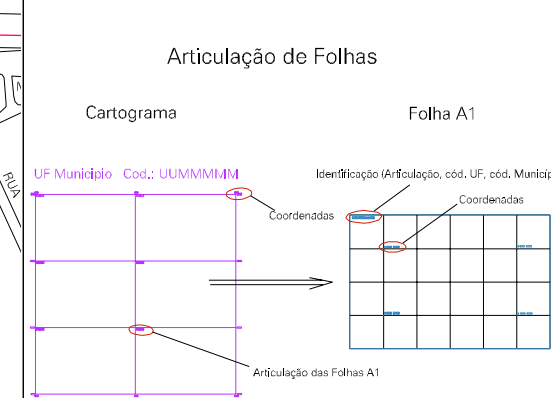 Articulação de Folhas
Cartograma
Folha A1
UF Municipio Cod.: UUMMMMM
Identificação (Articulação, cód. UF, cód.
Coordenadas
Coordenadas
RUA
Articulação das Folhas A1